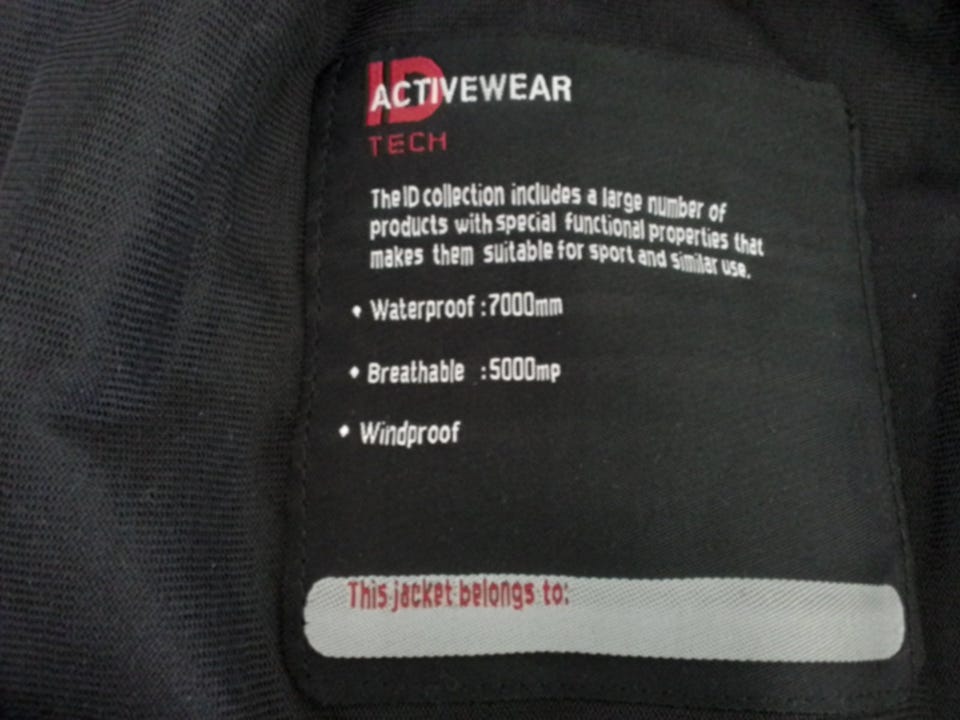 ID
ACTIVEWEAR
TECH
The ID collection includes a large number of
products with special functional properties that
makes them suitable for sport and similar use.
• Waterproof :7000mm
• Breathable :5000mp
• Windproof
This jacket belongs to: